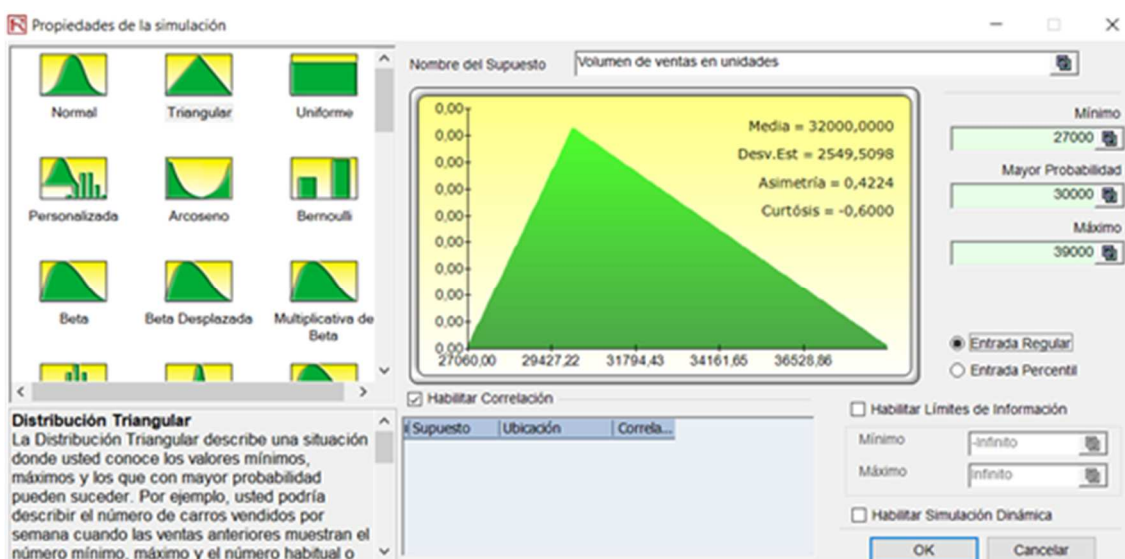 Propiedades de la simulación
Normal
Triangular
Uniforme
Personalizada
Arcoseno
Bernoulli
Beta
Beta Desplazada
Multiplicativa de
Beta
Distribución Triangular
La Distribución Triangular describe una situación
donde usted conoce los valores mínimos,
máximos y los que con mayor probabilidad
pueden suceder. Por ejemplo, usted podría
describir el número de carros vendidos por
semana cuando las ventas anteriores muestran el
número mínimo, máximo y el número habitual o
Nombre del Supuesto
Volumen de ventas en unidades
0,00
0,00
0,00
0,00
0,00
0,00
0,00
0,00
0,00
0,00
Media = 32000,0000
Desv.Est = 2549,5098
Asimetría = 0,4224
Curtósis = -0,6000
27060,00 29427,22 31794,43 34161,65 36528,86
Habilitar Correlación
Supuesto Ubicación Correla...
Mínimo
27000
Mayor Probabilidad
30000
Máximo
39000
Entrada Regular
Entrada Percentil
Habilitar Límites de Información
Mínimo
-Infinito
Máximo
Infinito
Habilitar Simulación Dinámica
OK Cancelar